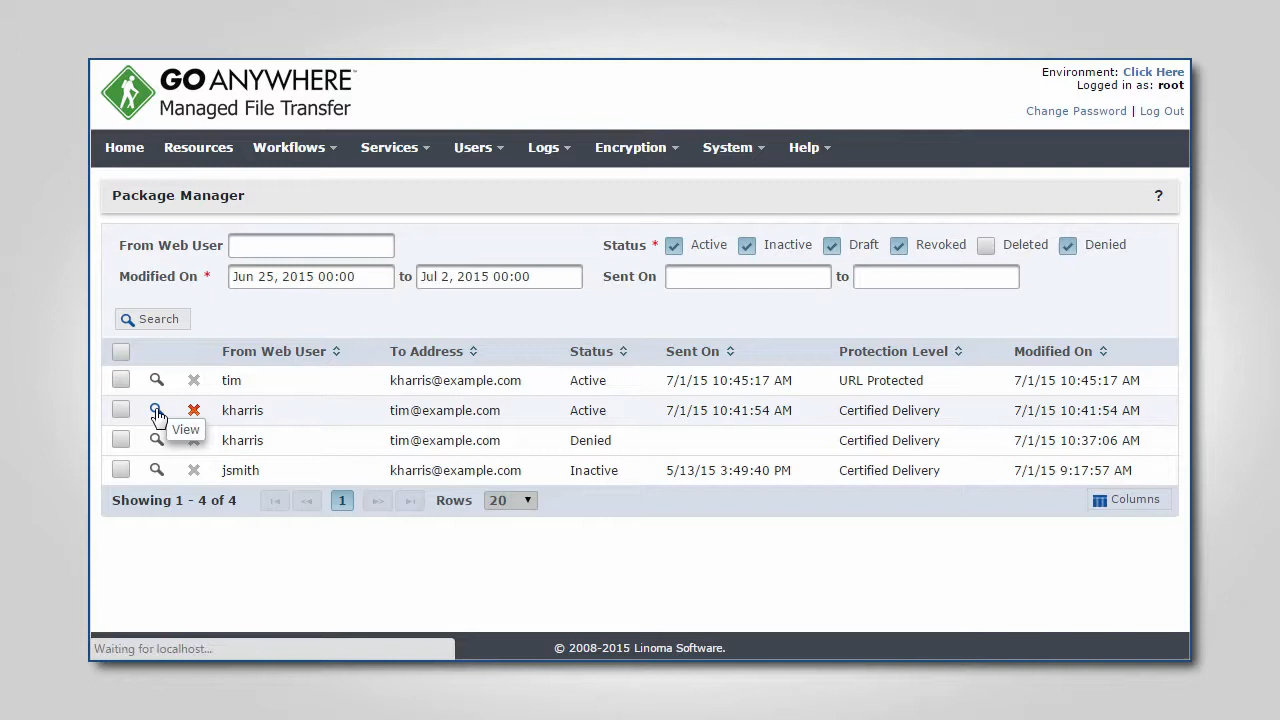 GO ANYWHERE™
Managed File Transfer
Environment: Click Here
Logged in as: root
Change Password | Log Out
Home Resources Workflows Services Users Logs Encryption System Help
Package Manager ?
From Web User Status * Active Inactive Draft Revoked Deleted Denied
Modified On * Jun 25, 2015 00:00 to Jul 2, 2015 00:00 Sent On to
Search
From Web User To Address Status Sent On Protection Level Modified On
tim kharris@example.com Active 7/1/15 10:45:17 AM URL Protected 7/1/15 10:45:17 AM
kharris tim@example.com Active 7/1/15 10:41:54 AM Certified Delivery 7/1/15 10:41:54 AM
View
kharris tim@example.com Denied Certified Delivery 7/1/15 10:37:06 AM
jsmith kharris@example.com Inactive 5/13/15 3:49:40 PM Certified Delivery 7/1/15 9:17:57 AM
Showing 1 - 4 of 4 1 Rows 20 Columns
Waiting for localhost... © 2008-2015 Linoma Software.